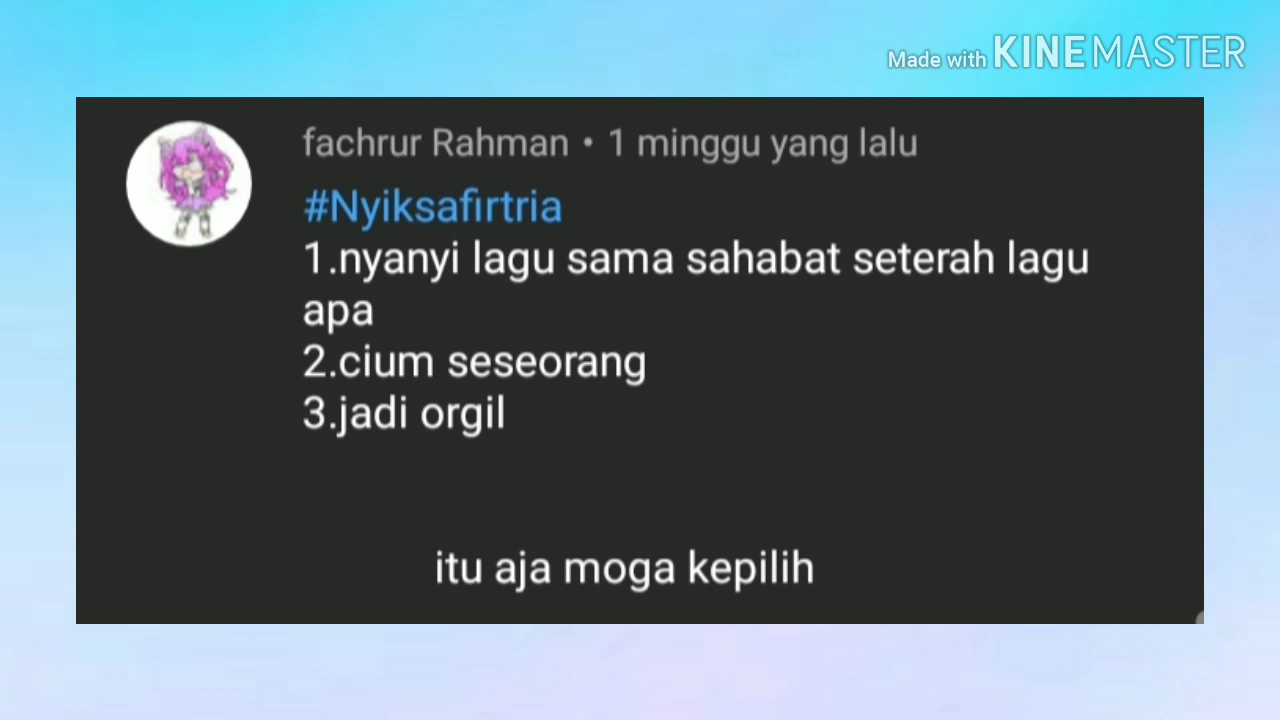 Made with KINEMASTER
fachrur Rahman • 1 minggu yang lalu
#Nyiksafirtria
1.nyanyi lagu sama sahabat seterah lagu
apa
2.cium seseorang
3.jadi orgil
itu aja moga kepilih